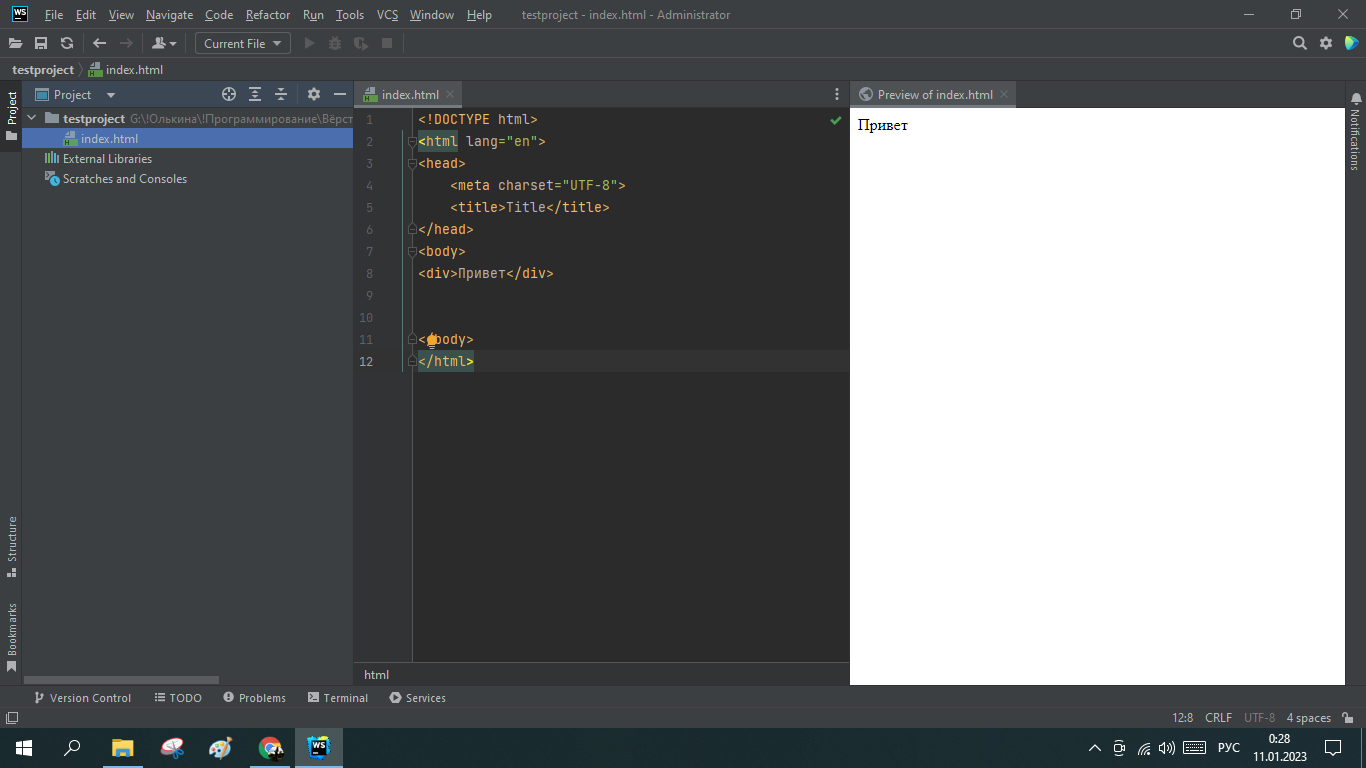 WS File Edit View Navigate Code Refactor Run Tools VCS Window Help testproject - index.html - Administrator
Current File
testproject index.html
Project
Project
index.html
Preview of index.html
testproject G:\!Юлькина\!Программирование\Вёрст
index.html
External Libraries
Scratches and Consoles
1 <!DOCTYPE html>
2 <html lang="en">
3 <head>
4 <meta charset="UTF-8">
5 <title>Title</title>
6 </head>
7 <body>
8 <div>Привет</div>
9
10
11 < body>
12 </html>
Привет
Notifications
Structure
Bookmarks
html
Version Control TODO Problems Terminal Services
12:8 CRLF UTF-8 4 spaces
WS
РУС
0:28
11.01.2023